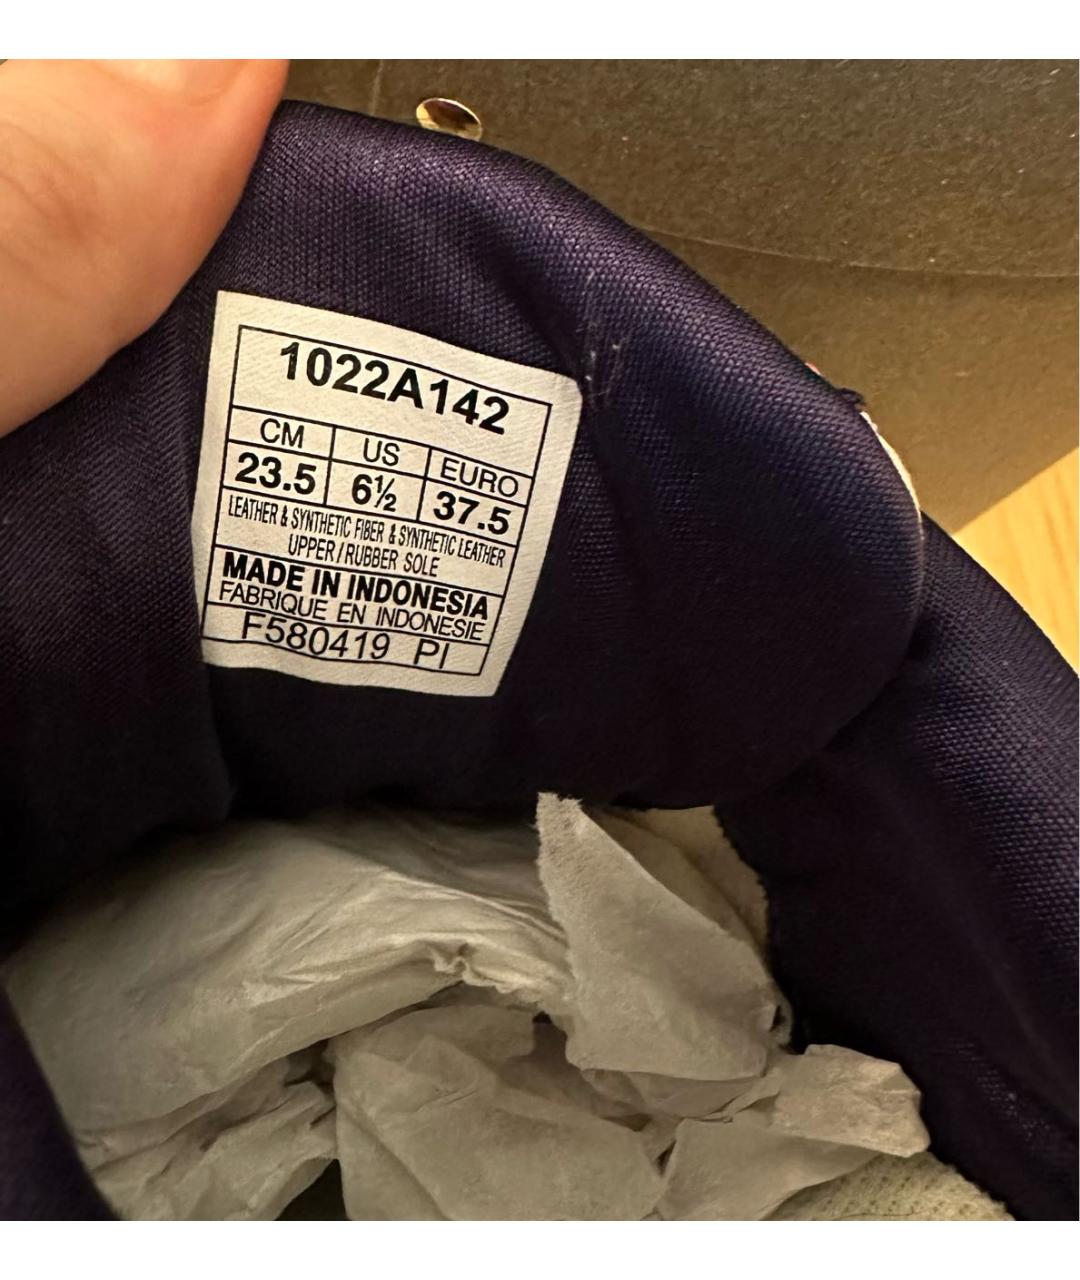 1022A142
CM US EURO
23.5 6½ 37.5
LEATHER & SYNTHETIC FIBER & SYNTHETIC LEATHER
UPPER / RUBBER SOLE
MADE IN INDONESIA
FABRIQUE EN INDONESIE
F580419 PI